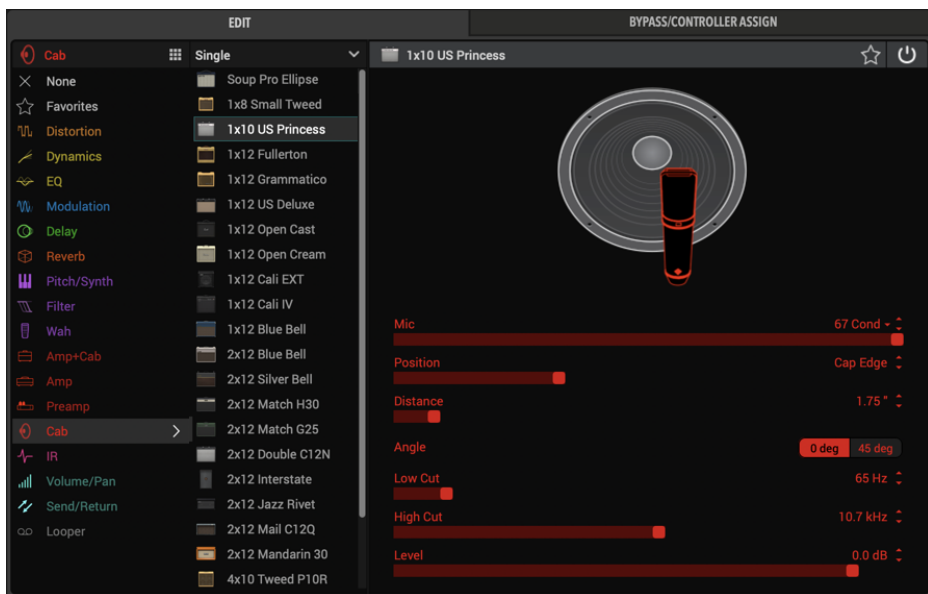 EDIT
BYPASS/CONTROLLER ASSIGN
Cab
None
Favorites
Distortion
Dynamics
EQ
Modulation
Delay
Reverb
Pitch/Synth
Filter
Wah
Amp+Cab
Amp
Preamp
Cab
IR
Volume/Pan
Send/Return
Looper
Single
Soup Pro Ellipse
1x8 Small Tweed
1x10 US Princess
1x12 Fullerton
1x12 Grammatico
1x12 US Deluxe
1x12 Open Cast
1x12 Open Cream
1x12 Cali EXT
1x12 Cali IV
1x12 Blue Bell
2x12 Blue Bell
2x12 Silver Bell
2x12 Match H30
2x12 Match G25
2x12 Double C12N
2x12 Interstate
2x12 Jazz Rivet
2x12 Mail C12Q
2x12 Mandarin 30
4x10 Tweed P10R
1x10 US Princess
Mic 67 Cond
Position Cap Edge
Distance 1.75 "
Angle 0 deg 45 deg
Low Cut 65 Hz
High Cut 10.7 kHz
Level 0.0 dB